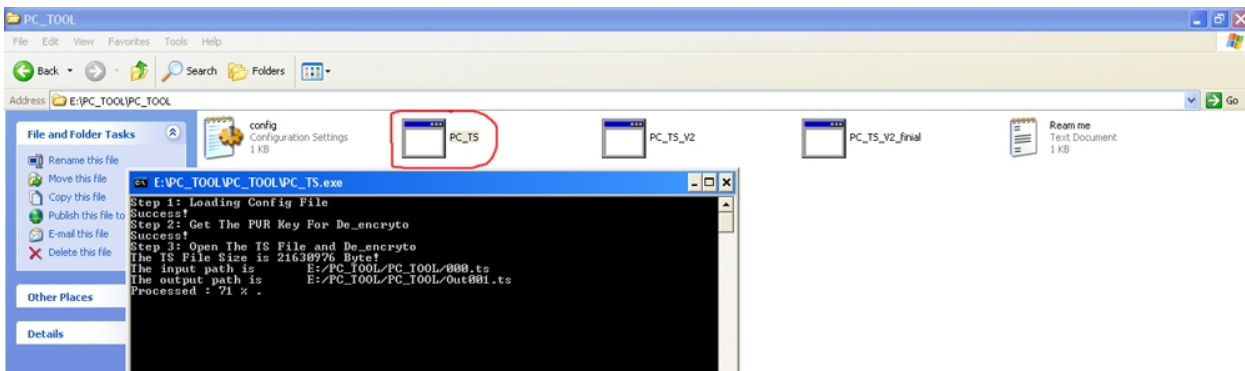 PC_TOOL
File Edit View Favorites Tools Help
Back Search Folders
Address E:\PC_TOOL\PC_TOOL Go
File and Folder Tasks
Rename this file
Move this file
Copy this file
Publish this file to
E-mail this file
Delete this file
Other Places
Details
config
Configuration Settings
1 KB
PC_TS
PC_TS_V2
PC_TS_V2_finial
Ream me
Text Document
1 KB
E:\PC_TOOL\PC_TOOL\PC_TS.exe
Step 1: Loading Config File
Success!
Step 2: Get The PVR Key For De_encryto
Success!
Step 3: Open The TS File and De_encryto
The TS File Size is 21630976 Byte!
The input path is E:/PC_TOOL/PC_TOOL/000.ts
The output path is E:/PC_TOOL/PC_TOOL/Out001.ts
Processed : 71 % .